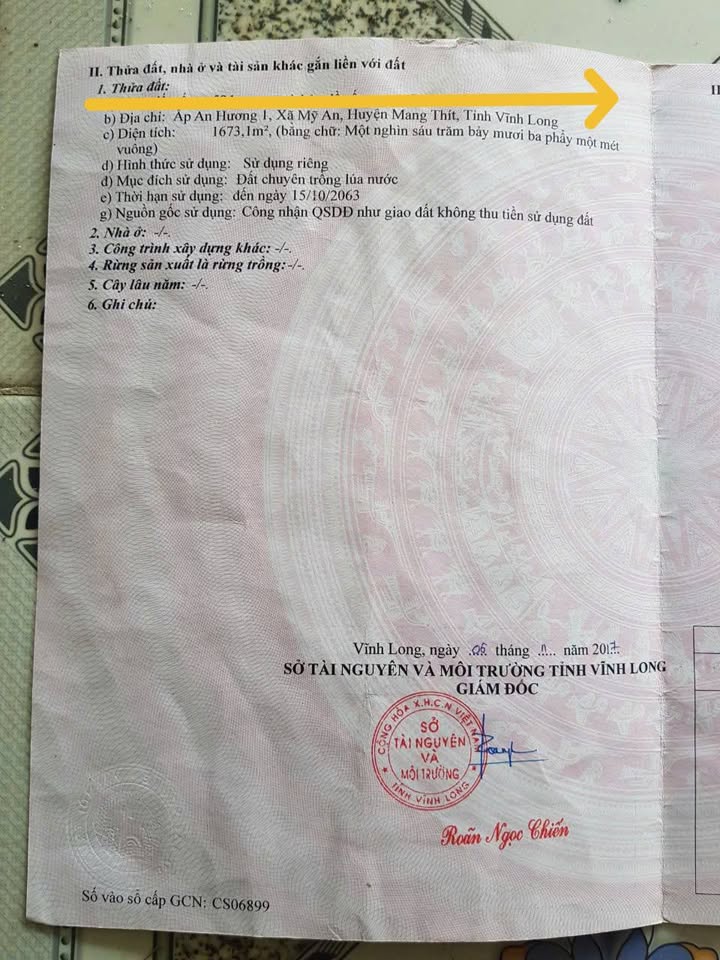 II. Thửa đất, nhà ở và tài sản khác gắn liền với đất
1. Thửa đất:
b) Địa chỉ: Ấp An Hương 1, Xã Mỹ An, Huyện Mang Thít, Tỉnh Vĩnh Long
c) Diện tích: 1673,1m², (bằng chữ: Một nghìn sáu trăm bảy mươi ba phẩy một mét
vuông)
d) Hình thức sử dụng: Sử dụng riêng
đ) Mục đích sử dụng: Đất chuyên trồng lúa nước
e) Thời hạn sử dụng: đến ngày 15/10/2063
g) Nguồn gốc sử dụng: Công nhận QSDĐ như giao đất không thu tiền sử dụng đất
2. Nhà ở: -/-.
3. Công trình xây dựng khác: -/-.
4. Rừng sản xuất là rừng trồng: -/-.
5. Cây lâu năm: -/-.
6. Ghi chú:
Vĩnh Long, ngày 06 tháng năm 2017
SỞ TÀI NGUYÊN VÀ MÔI TRƯỜNG TỈNH VĨNH LONG
GIÁM ĐỐC
CỘNG HÒA X.H.C.N VIỆT NAM
SỞ
TÀI NGUYÊN
VÀ
MÔI TRƯỜNG
TỈNH VĨNH LONG
Roãn Ngọc Chiến
Số vào sổ cấp GCN: CS06899